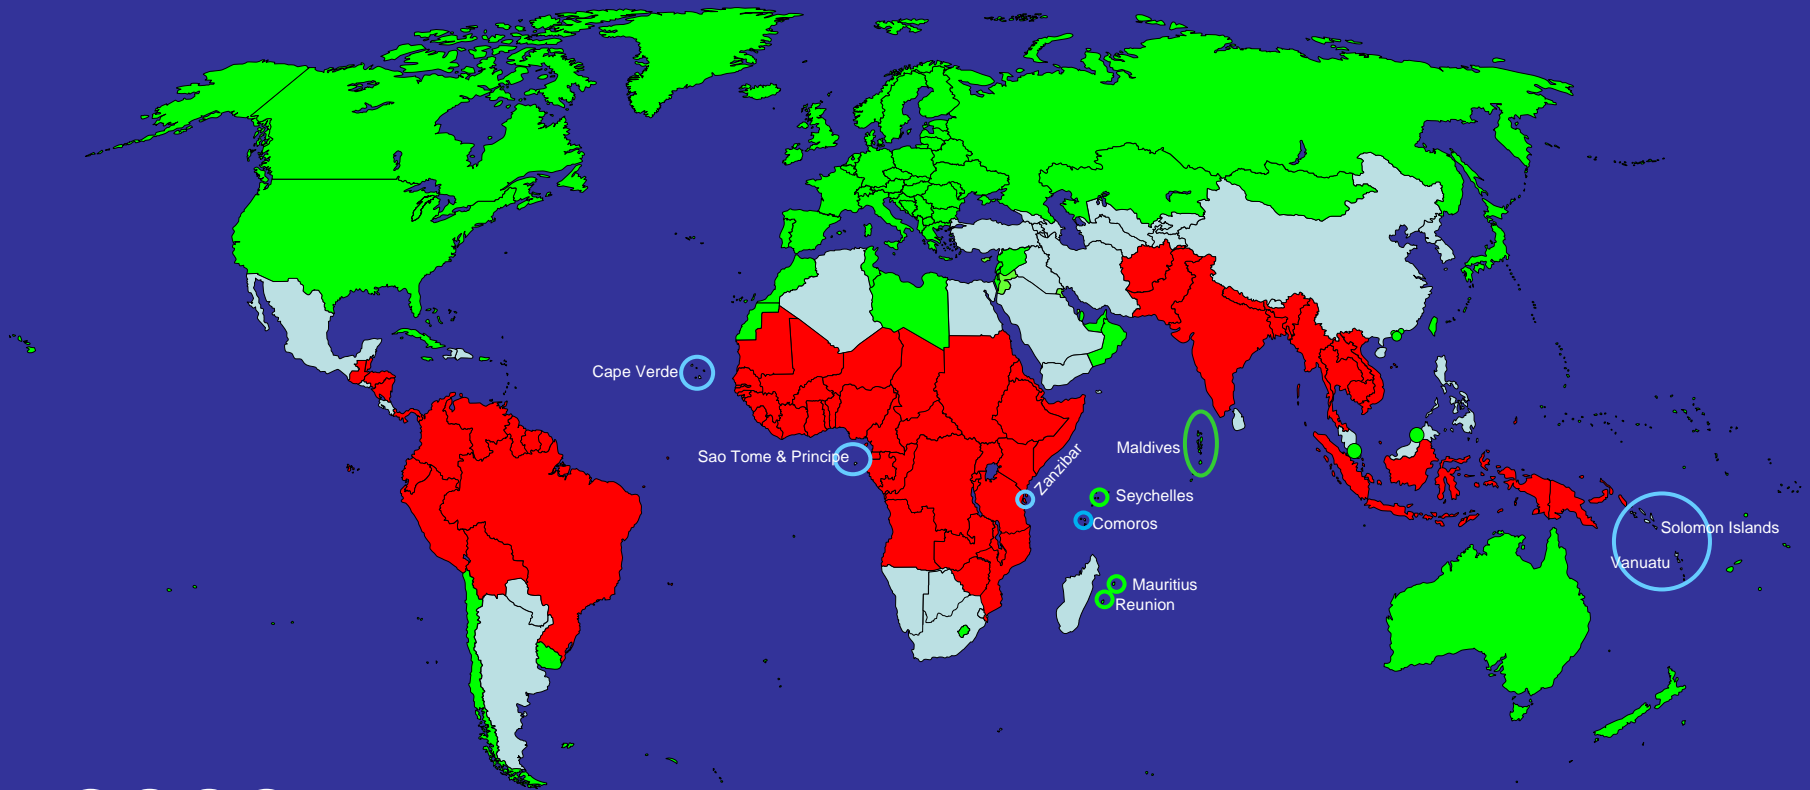 Cape Verde
Sao Tome & Principe
Zanzibar
Maldives
Seychelles
Comoros
Mauritius
Reunion
Solomon Islands
Vanuatu